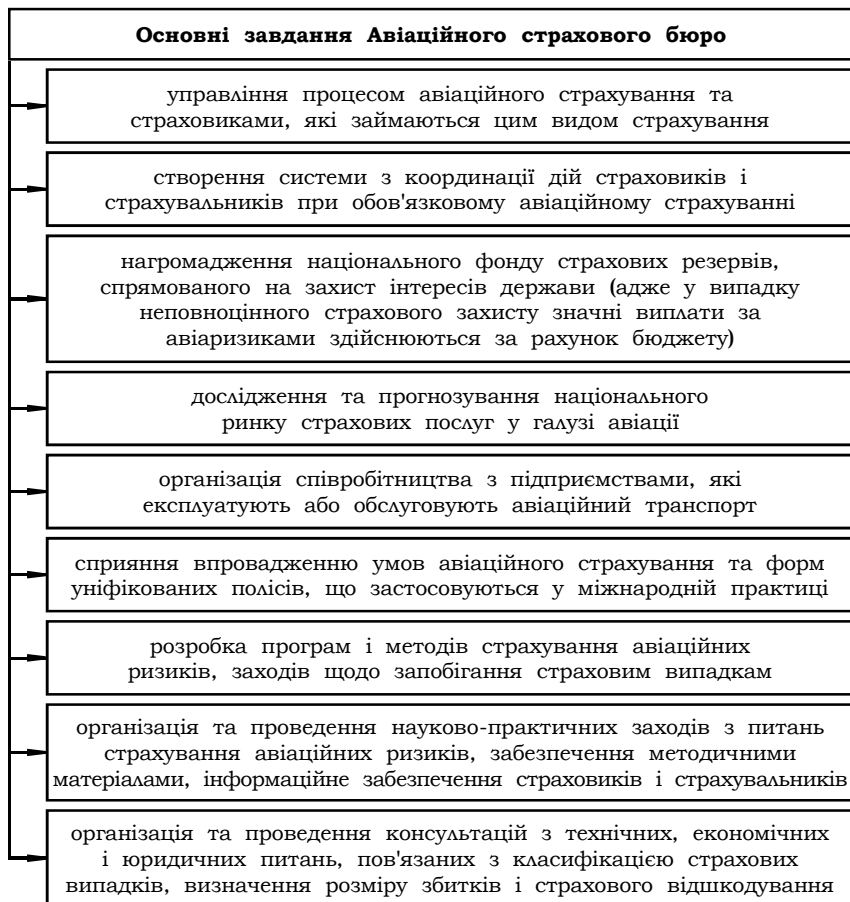 Основні завдання Авіаційного страхового бюро
управління процесом авіаційного страхування та
страховиками, які займаються цим видом страхування
створення системи з координації дій страховиків і
страхувальників при обов'язковому авіаційному страхуванні
нагромадження національного фонду страхових резервів,
спрямованого на захист інтересів держави (адже у випадку
неповноцінного страхового захисту значні виплати за
авіаризиками здійснюються за рахунок бюджету)
дослідження та прогнозування національного
ринку страхових послуг у галузі авіації
організація співробітництва з підприємствами, які
експлуатують або обслуговують авіаційний транспорт
сприяння впровадженню умов авіаційного страхування та форм
уніфікованих полісів, що застосовуються у міжнародній практиці
розробка програм і методів страхування авіаційних
ризиків, заходів щодо запобігання страховим випадкам
організація та проведення науково-практичних заходів з питань
страхування авіаційних ризиків, забезпечення методичними
матеріалами, інформаційне забезпечення страховиків і страхувальників
організація та проведення консультацій з технічних, економічних
і юридичних питань, пов'язаних з класифікацією страхових
випадків, визначення розміру збитків і страхового відшкодування